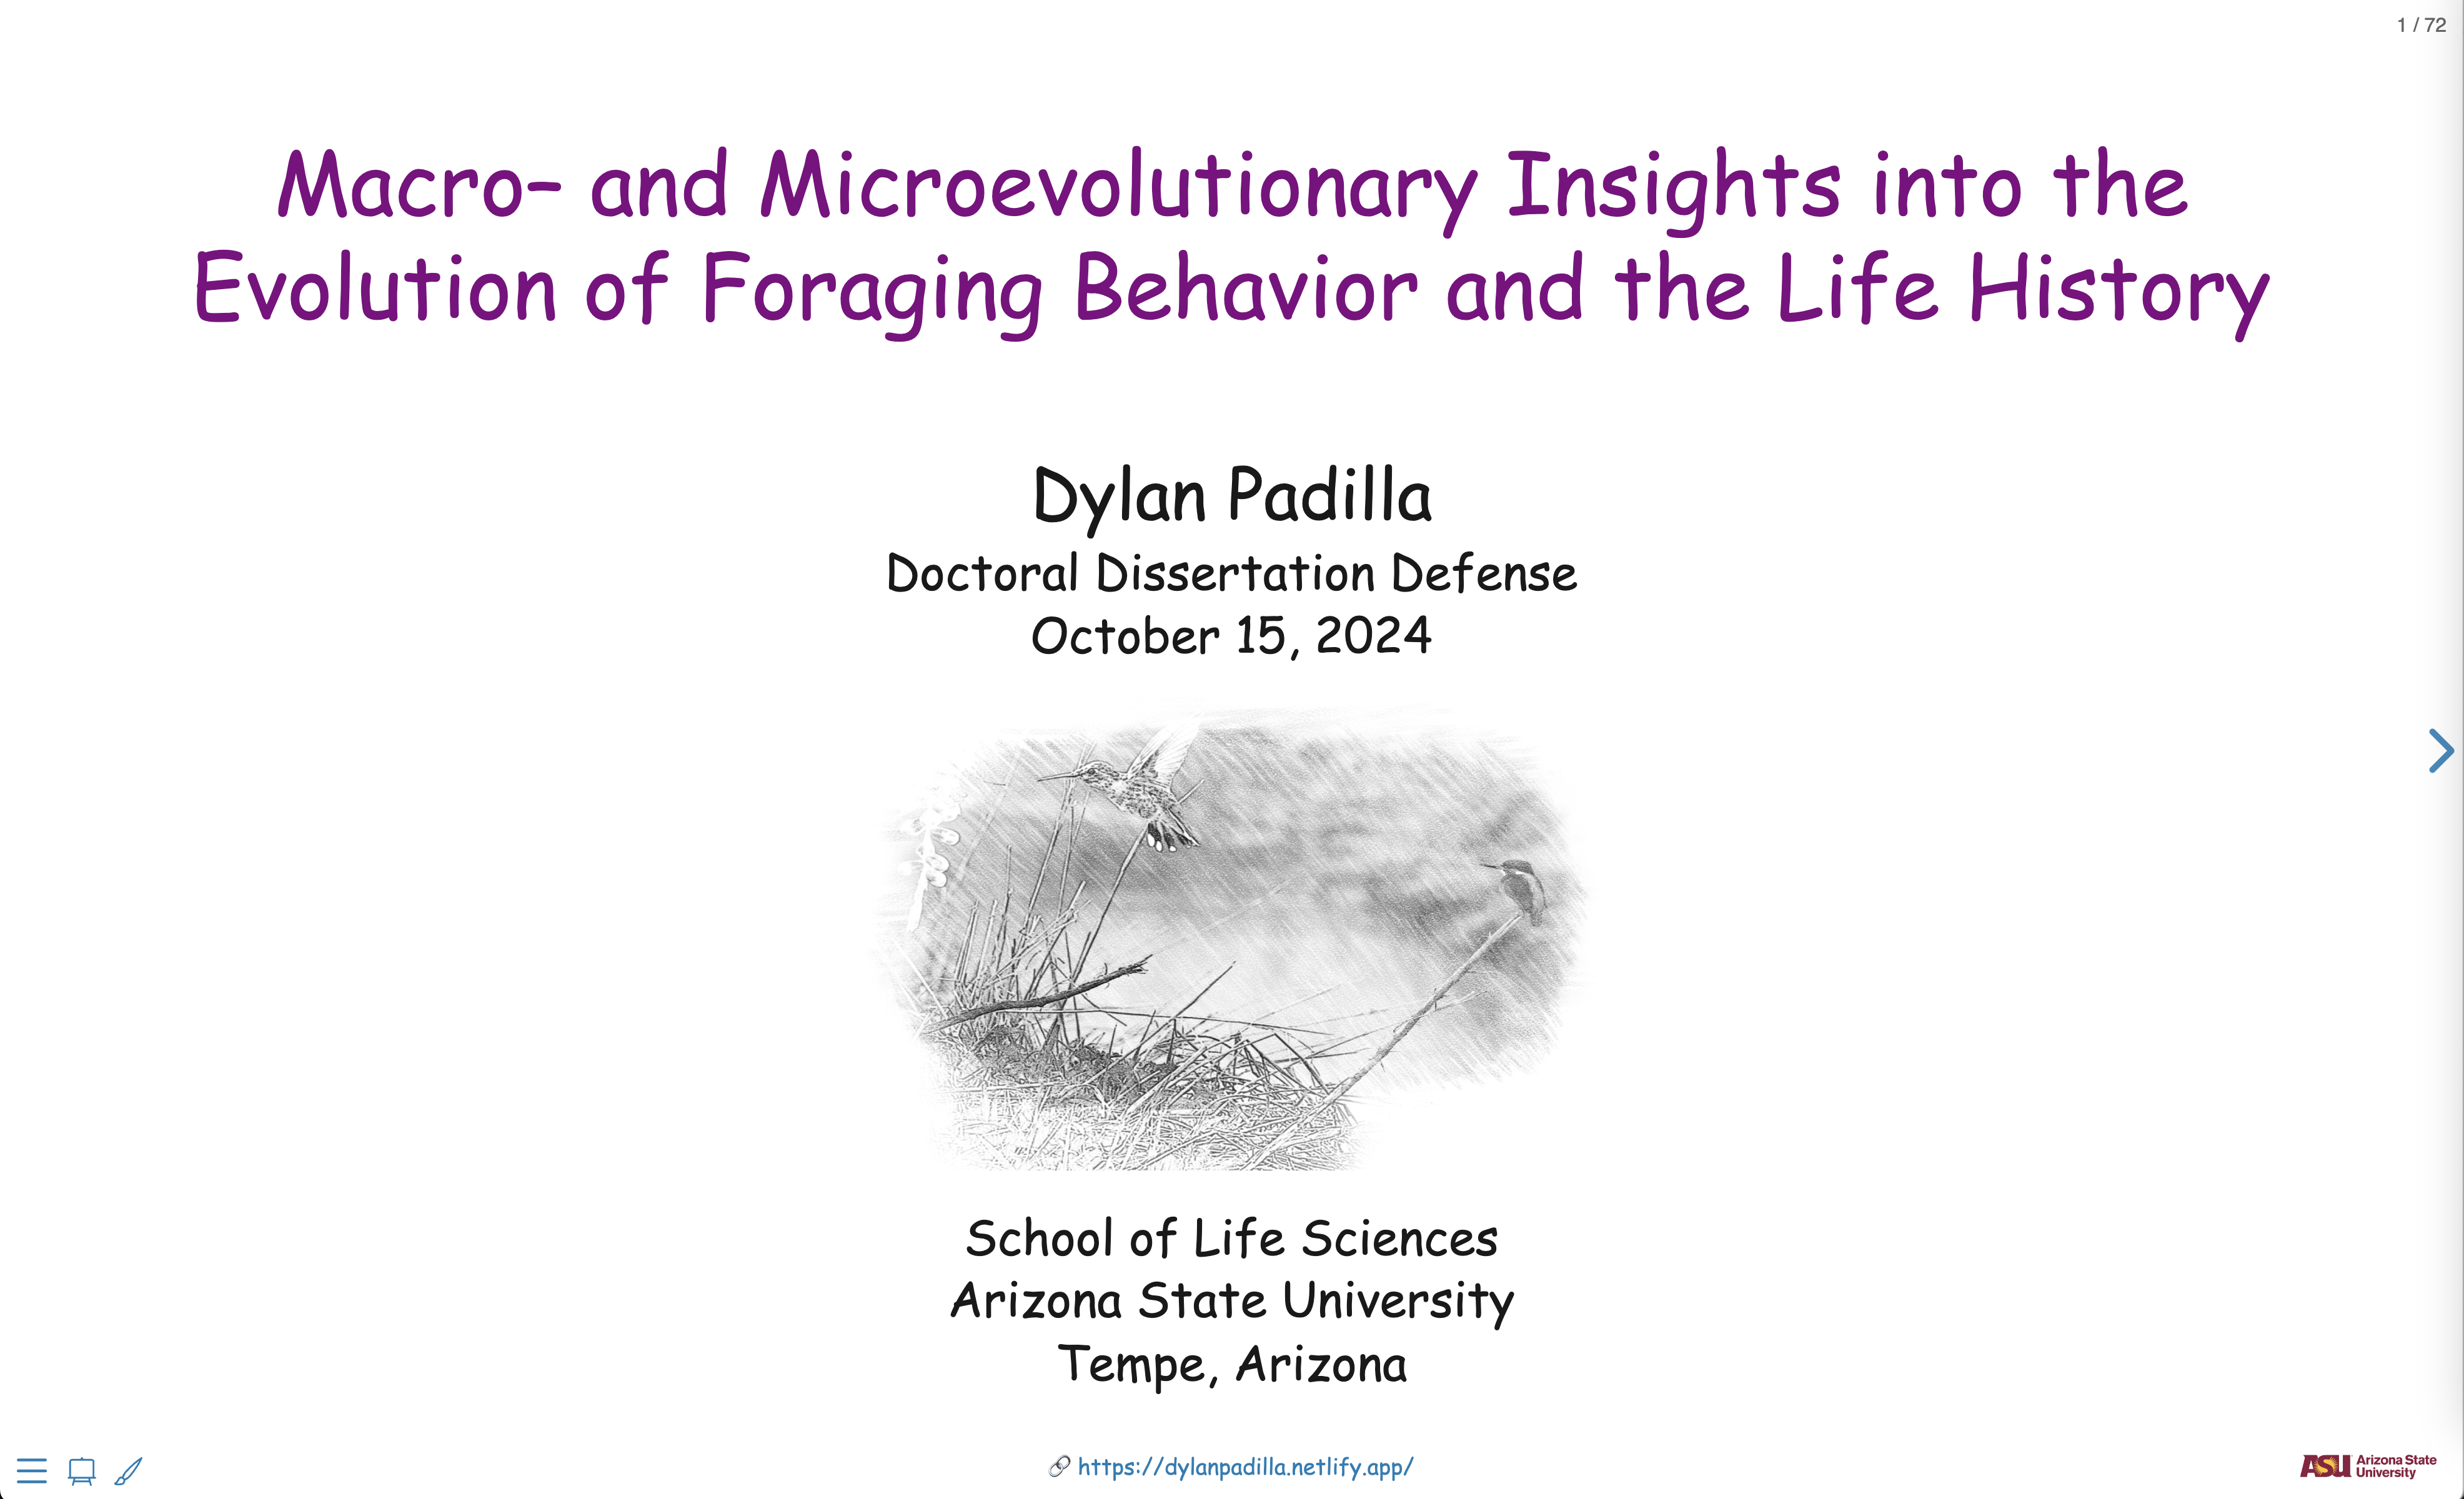 1 / 72
Macro– and Microevolutionary Insights into the
Evolution of Foraging Behavior and the Life History
Dylan Padilla
Doctoral Dissertation Defense
October 15, 2024
School of Life Sciences
Arizona State University
Tempe, Arizona
https://dylanpadilla.netlify.app/
ASU Arizona State
University